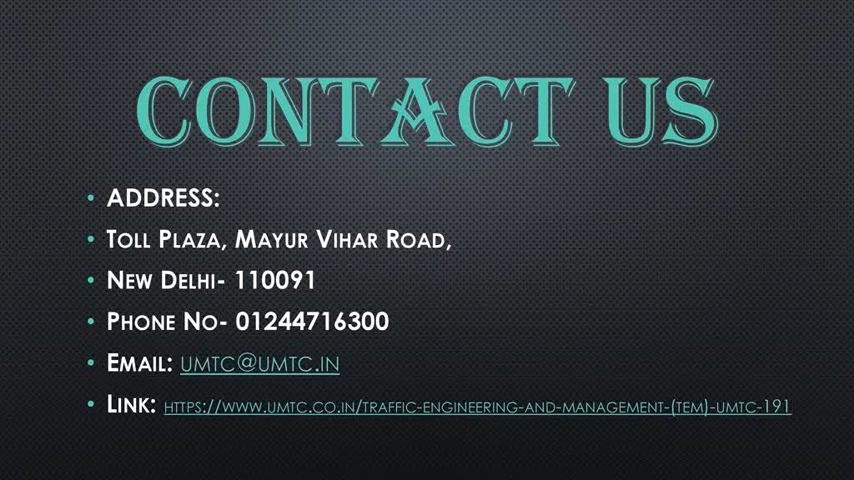 CONTACT US
ADDRESS:
TOLL PLAZA, MAYUR VIHAR ROAD,
NEW DELHI- 110091
PHONE NO- 01244716300
EMAIL: UMTC@UMTC.IN
LINK: HTTPS://WWW.UMTC.CO.IN/TRAFFIC-ENGINEERING-AND-MANAGEMENT-(TEM)-UMTC-191